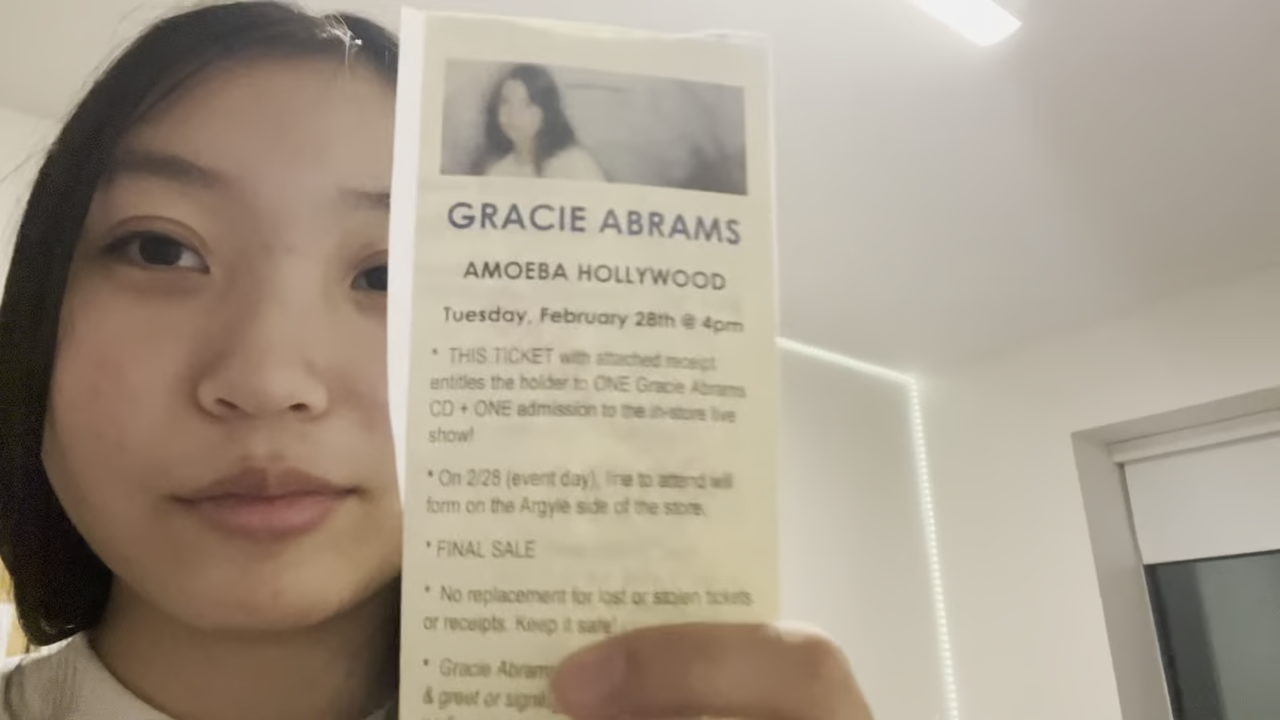 GRACIE ABRAMS
AMOEBA HOLLYWOOD
Tuesday, February 28th @ 4pm
* THIS TICKET with attached receipt
entitles the holder to ONE Gracie Abrams
CD + ONE admission to the in-store live
show!
* On 2/28 (event day), line to attend will
form on the Argyle side of the store.
* FINAL SALE
* No replacement for lost or stolen tickets
or receipts. Keep it safe!
* Gracie Abrams
& greet or